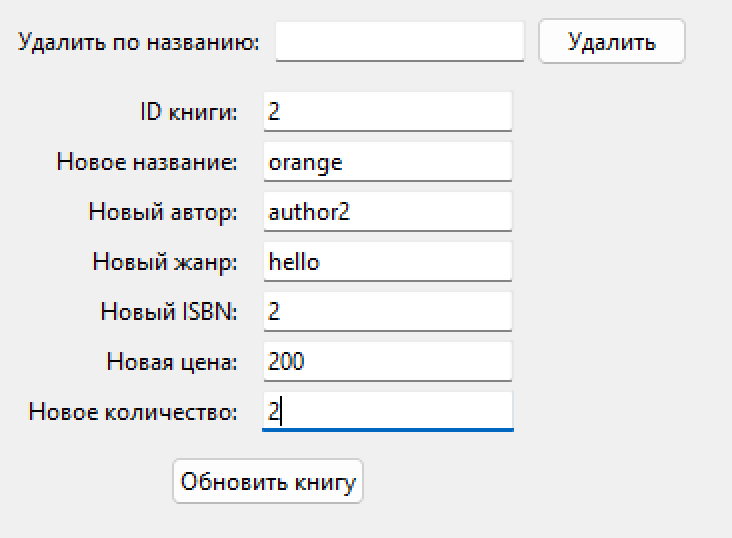 Удалить по названию: Удалить
ID книги: 2
Новое название: orange
Новый автор: author2
Новый жанр: hello
Новый ISBN: 2
Новая цена: 200
Новое количество: 2
Обновить книгу